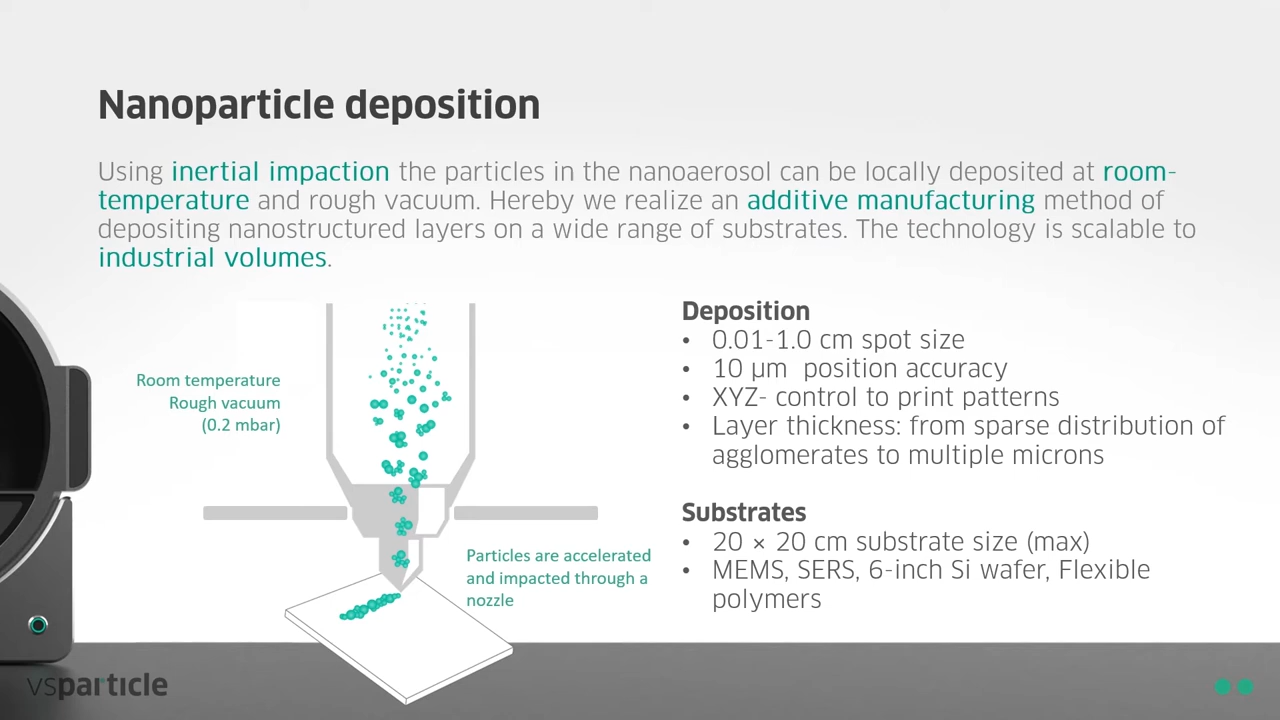 Nanoparticle deposition
Using inertial impaction the particles in the nanoaerosol can be locally deposited at room-
temperature and rough vacuum. Hereby we realize an additive manufacturing method of
depositing nanostructured layers on a wide range of substrates. The technology is scalable to
industrial volumes.
Room temperature
Rough vacuum
(0.2 mbar)
Particles are accelerated
and impacted through a
nozzle
Deposition
• 0.01-1.0 cm spot size
• 10 µm  position accuracy
• XYZ- control to print patterns
• Layer thickness: from sparse distribution of
agglomerates to multiple microns
Substrates
• 20 × 20 cm substrate size (max)
• MEMS, SERS, 6-inch Si wafer, Flexible
polymers
vsparticle